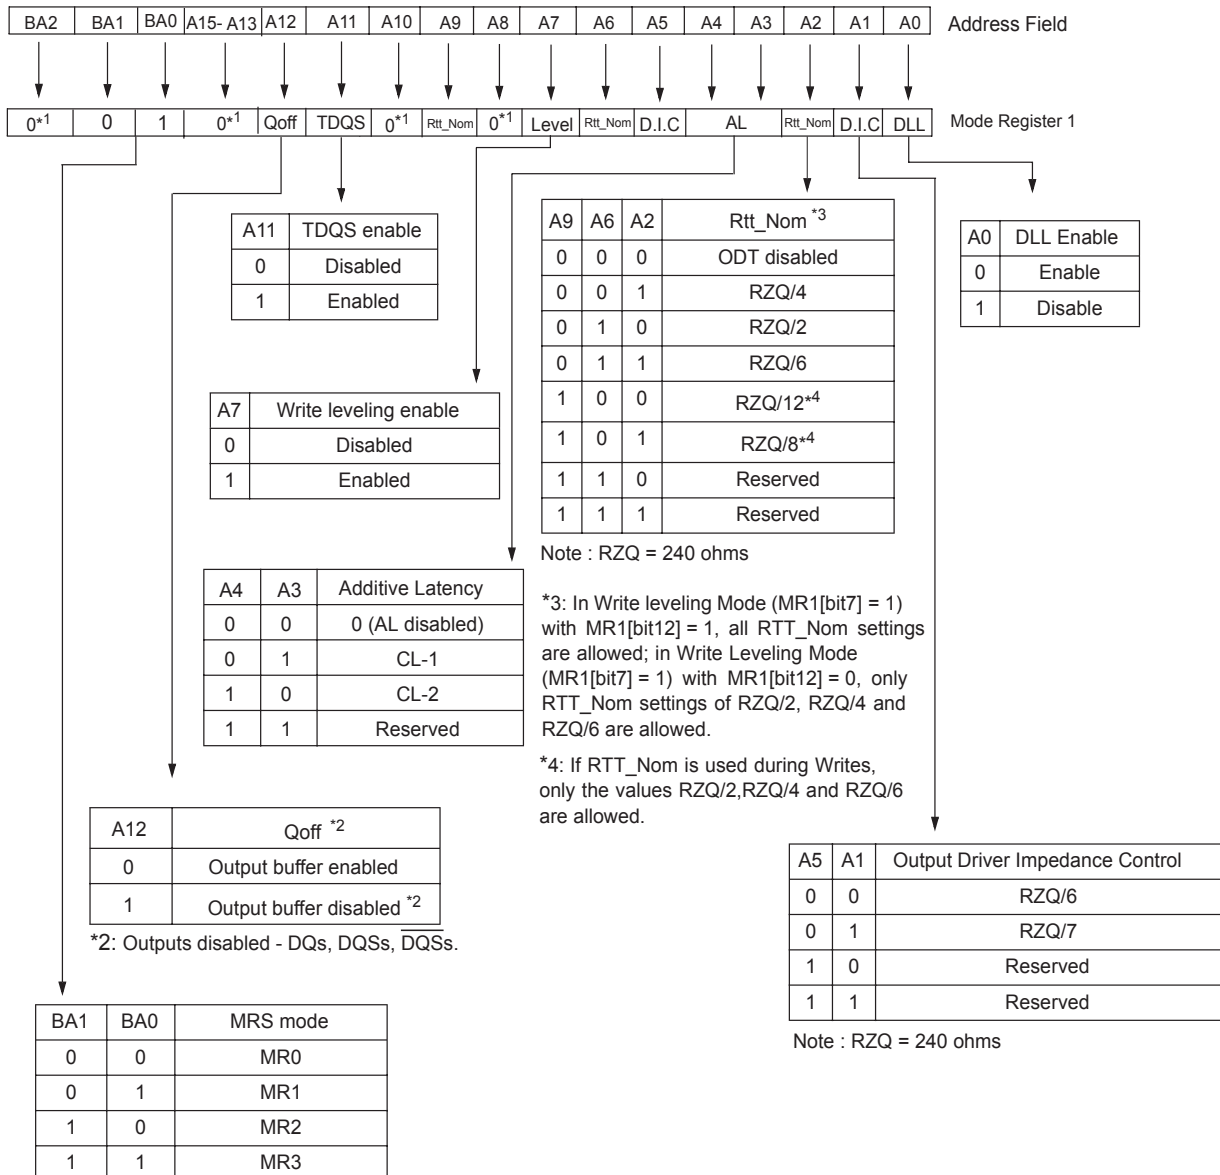 BA2 BA1 BA0 A15- A13 A12 A11 A10 A9 A8 A7 A6 A5 A4 A3 A2 A1 A0 Address Field
0*1 0 1 0*1 Qoff TDQS 0*1 Rtt_Nom 0*1 Level Rtt_Nom D.I.C AL Rtt_Nom D.I.C DLL Mode Register 1
A11 TDQS enable
0 Disabled
1 Enabled
A9 A6 A2 Rtt_Nom *3
0 0 0 ODT disabled
0 0 1 RZQ/4
0 1 0 RZQ/2
0 1 1 RZQ/6
1 0 0 RZQ/12*4
1 0 1 RZQ/8*4
1 1 0 Reserved
1 1 1 Reserved
Note : RZQ = 240 ohms
A0 DLL Enable
0 Enable
1 Disable
A7 Write leveling enable
0 Disabled
1 Enabled
A4 A3 Additive Latency
0 0 0 (AL disabled)
0 1 CL-1
1 0 CL-2
1 1 Reserved
*3: In Write leveling Mode (MR1[bit7] = 1)
with MR1[bit12] = 1, all RTT_Nom settings
are allowed; in Write Leveling Mode
(MR1[bit7] = 1) with MR1[bit12] = 0, only
RTT_Nom settings of RZQ/2, RZQ/4 and
RZQ/6 are allowed.
*4: If RTT_Nom is used during Writes,
only the values RZQ/2,RZQ/4 and RZQ/6
are allowed.
A12 Qoff *2
0 Output buffer enabled
1 Output buffer disabled *2
*2: Outputs disabled - DQs, DQSs, D̅Q̅S̅s.
A5 A1 Output Driver Impedance Control
0 0 RZQ/6
0 1 RZQ/7
1 0 Reserved
1 1 Reserved
Note : RZQ = 240 ohms
BA1 BA0 MRS mode
0 0 MR0
0 1 MR1
1 0 MR2
1 1 MR3